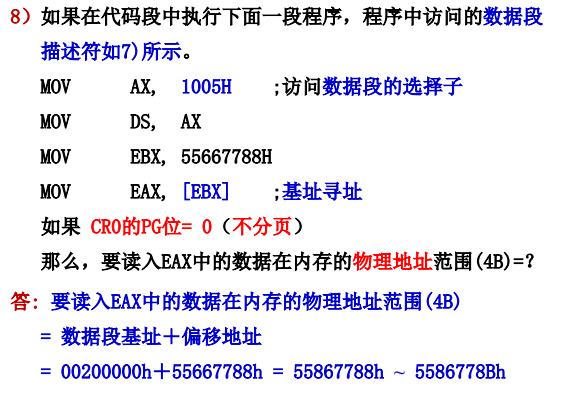 8）如果在代码段中执行下面一段程序，程序中访问的数据段
描述符如7)所示。
MOV AX, 1005H ;访问数据段的选择子
MOV DS, AX
MOV EBX, 55667788H
MOV EAX, [EBX] ;基址寻址
如果 CR0的PG位= 0（不分页）
那么，要读入EAX中的数据在内存的物理地址范围(4B)=?
答: 要读入EAX中的数据在内存的物理地址范围(4B)
= 数据段基址＋偏移地址
= 00200000h＋55667788h = 55867788h ~ 5586778Bh